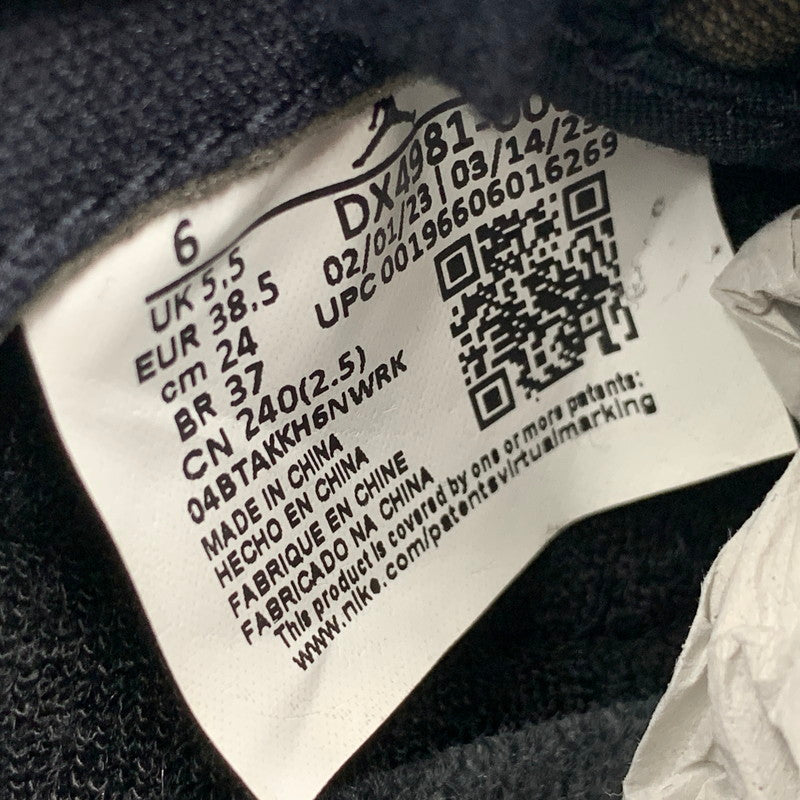 6
UK 5,5
EUR 38.5
cm 24
BR 37
CN 240(2.5)
DX4981-00
02/01/23 | 03/14/23
UPC 00196606016269
04BTAKKH6NWRK
MADE IN CHINA
HECHO EN CHINA
FABRIQUE EN CHINE
FABRICADO NA CHINA
This product is covered by one or more patents:
www.nike.com/patentsvirtualmarking